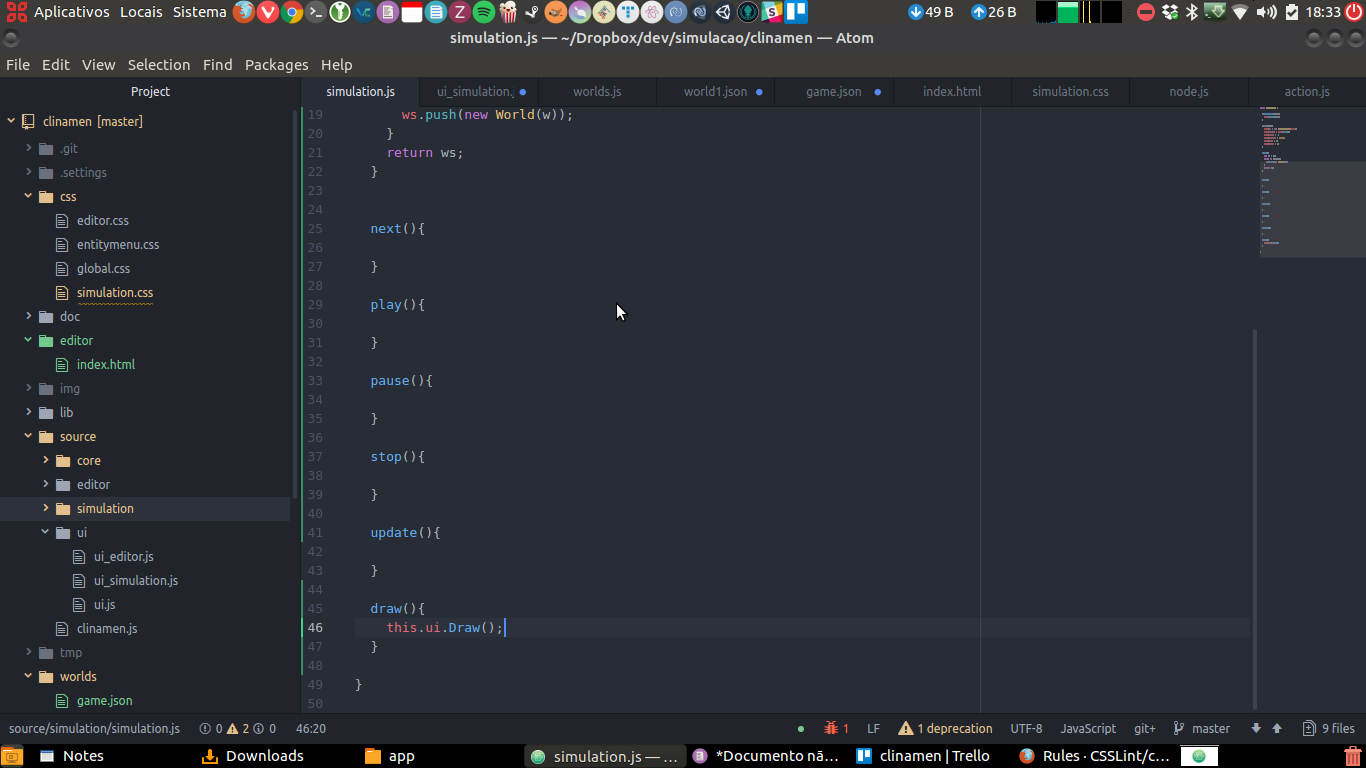 Aplicativos Locais Sistema 49 B 26 B 18:33
simulation.js — ~/Dropbox/dev/simulacao/clinamen — Atom
File Edit View Selection Find Packages Help
Project
simulation.js ui_simulation.j worlds.js world1.json game.json index.html simulation.css node.js action.js
clinamen [master]
.git
.settings
css
editor.css
entitymenu.css
global.css
simulation.css
doc
editor
index.html
img
lib
source
core
editor
simulation
ui
ui_editor.js
ui_simulation.js
ui.js
clinamen.js
tmp
worlds
game.json
19 ws.push(new World(w));
20 }
21 return ws;
22 }
23
24
25 next(){
26
27 }
28
29 play(){
30
31 }
32
33 pause(){
34
35 }
36
37 stop(){
38
39 }
40
41 update(){
42
43 }
44
45 draw(){
46 this.ui.Draw();
47 }
48
49 }
50
source/simulation/simulation.js 0 2 0 46:20 1 LF 1 deprecation UTF-8 JavaScript git+ master 9 files
Notes Downloads app simulation.js — ... *Documento nã... clinamen | Trello Rules · CSSLint/c...